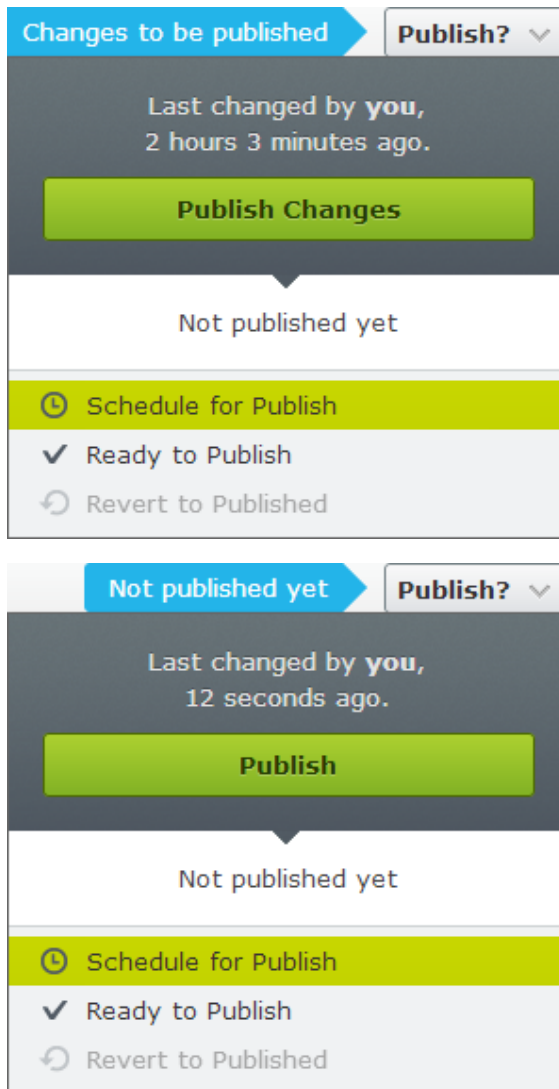 Changes to be published
Publish?
Last changed by you,
2 hours 3 minutes ago.
Publish Changes
Not published yet
Schedule for Publish
Ready to Publish
Revert to Published
Not published yet
Publish?
Last changed by you,
12 seconds ago.
Publish
Not published yet
Schedule for Publish
Ready to Publish
Revert to Published